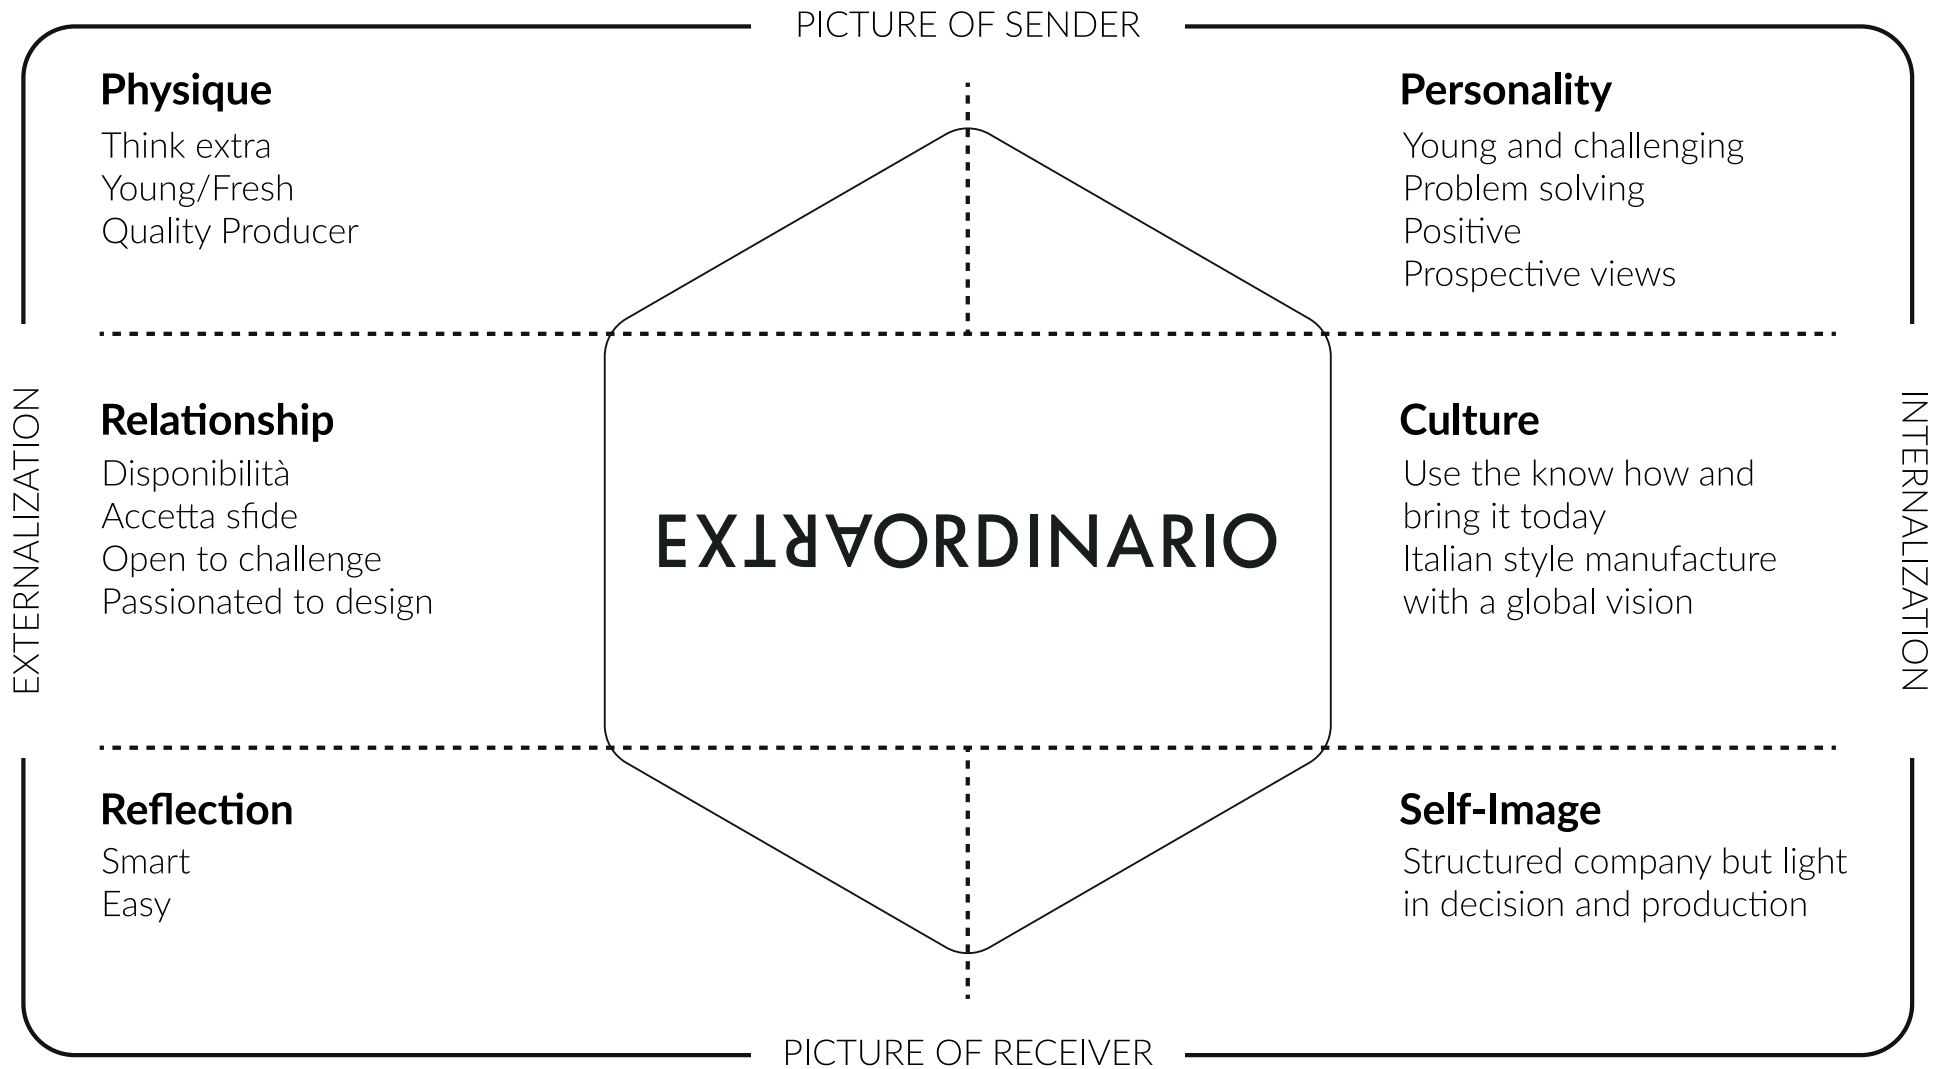 PICTURE OF SENDER
Physique
Think extra
Young/Fresh
Quality Producer
Personality
Young and challenging
Problem solving
Positive
Prospective views
EXTERNALIZATION
Relationship
Disponibilità
Accetta sfide
Open to challenge
Passionated to design
EXTRAORDINARIO
Culture
Use the know how and
bring it today
Italian style manufacture
with a global vision
INTERNALIZATION
Reflection
Smart
Easy
Self-Image
Structured company but light
in decision and production
PICTURE OF RECEIVER